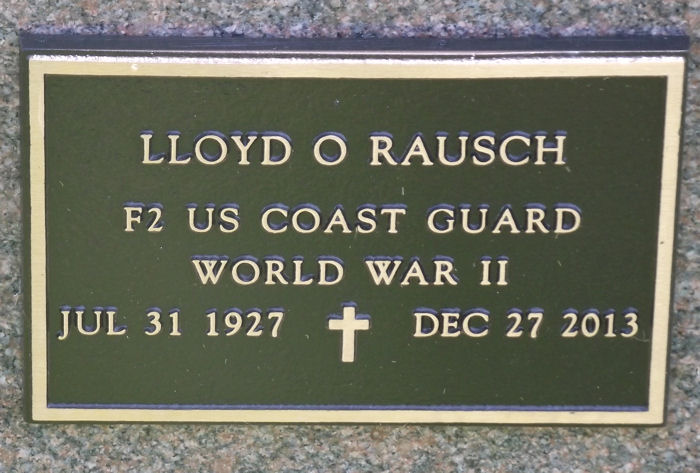 LLOYD O RAUSCH
F2 US COAST GUARD
WORLD WAR II
JUL 31 1927 DEC 27 2013